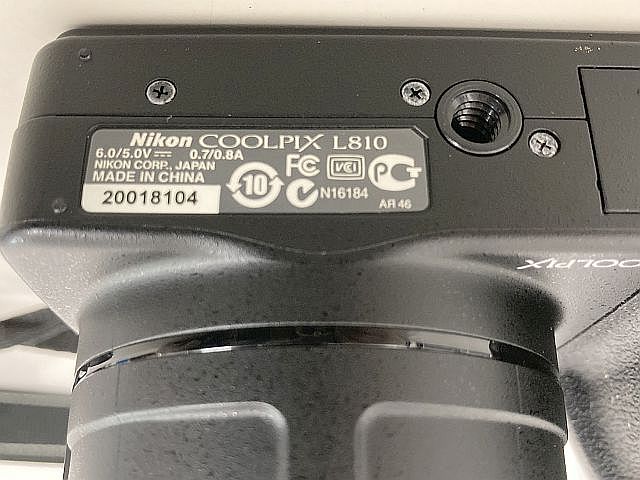 Nikon COOLPIX L810
6.0/5.0V⎓ 0.7/0.8A
NIKON CORP., JAPAN
MADE IN CHINA
20018104
FC
VCCI
10
N16184
AR 46
COOLPIX